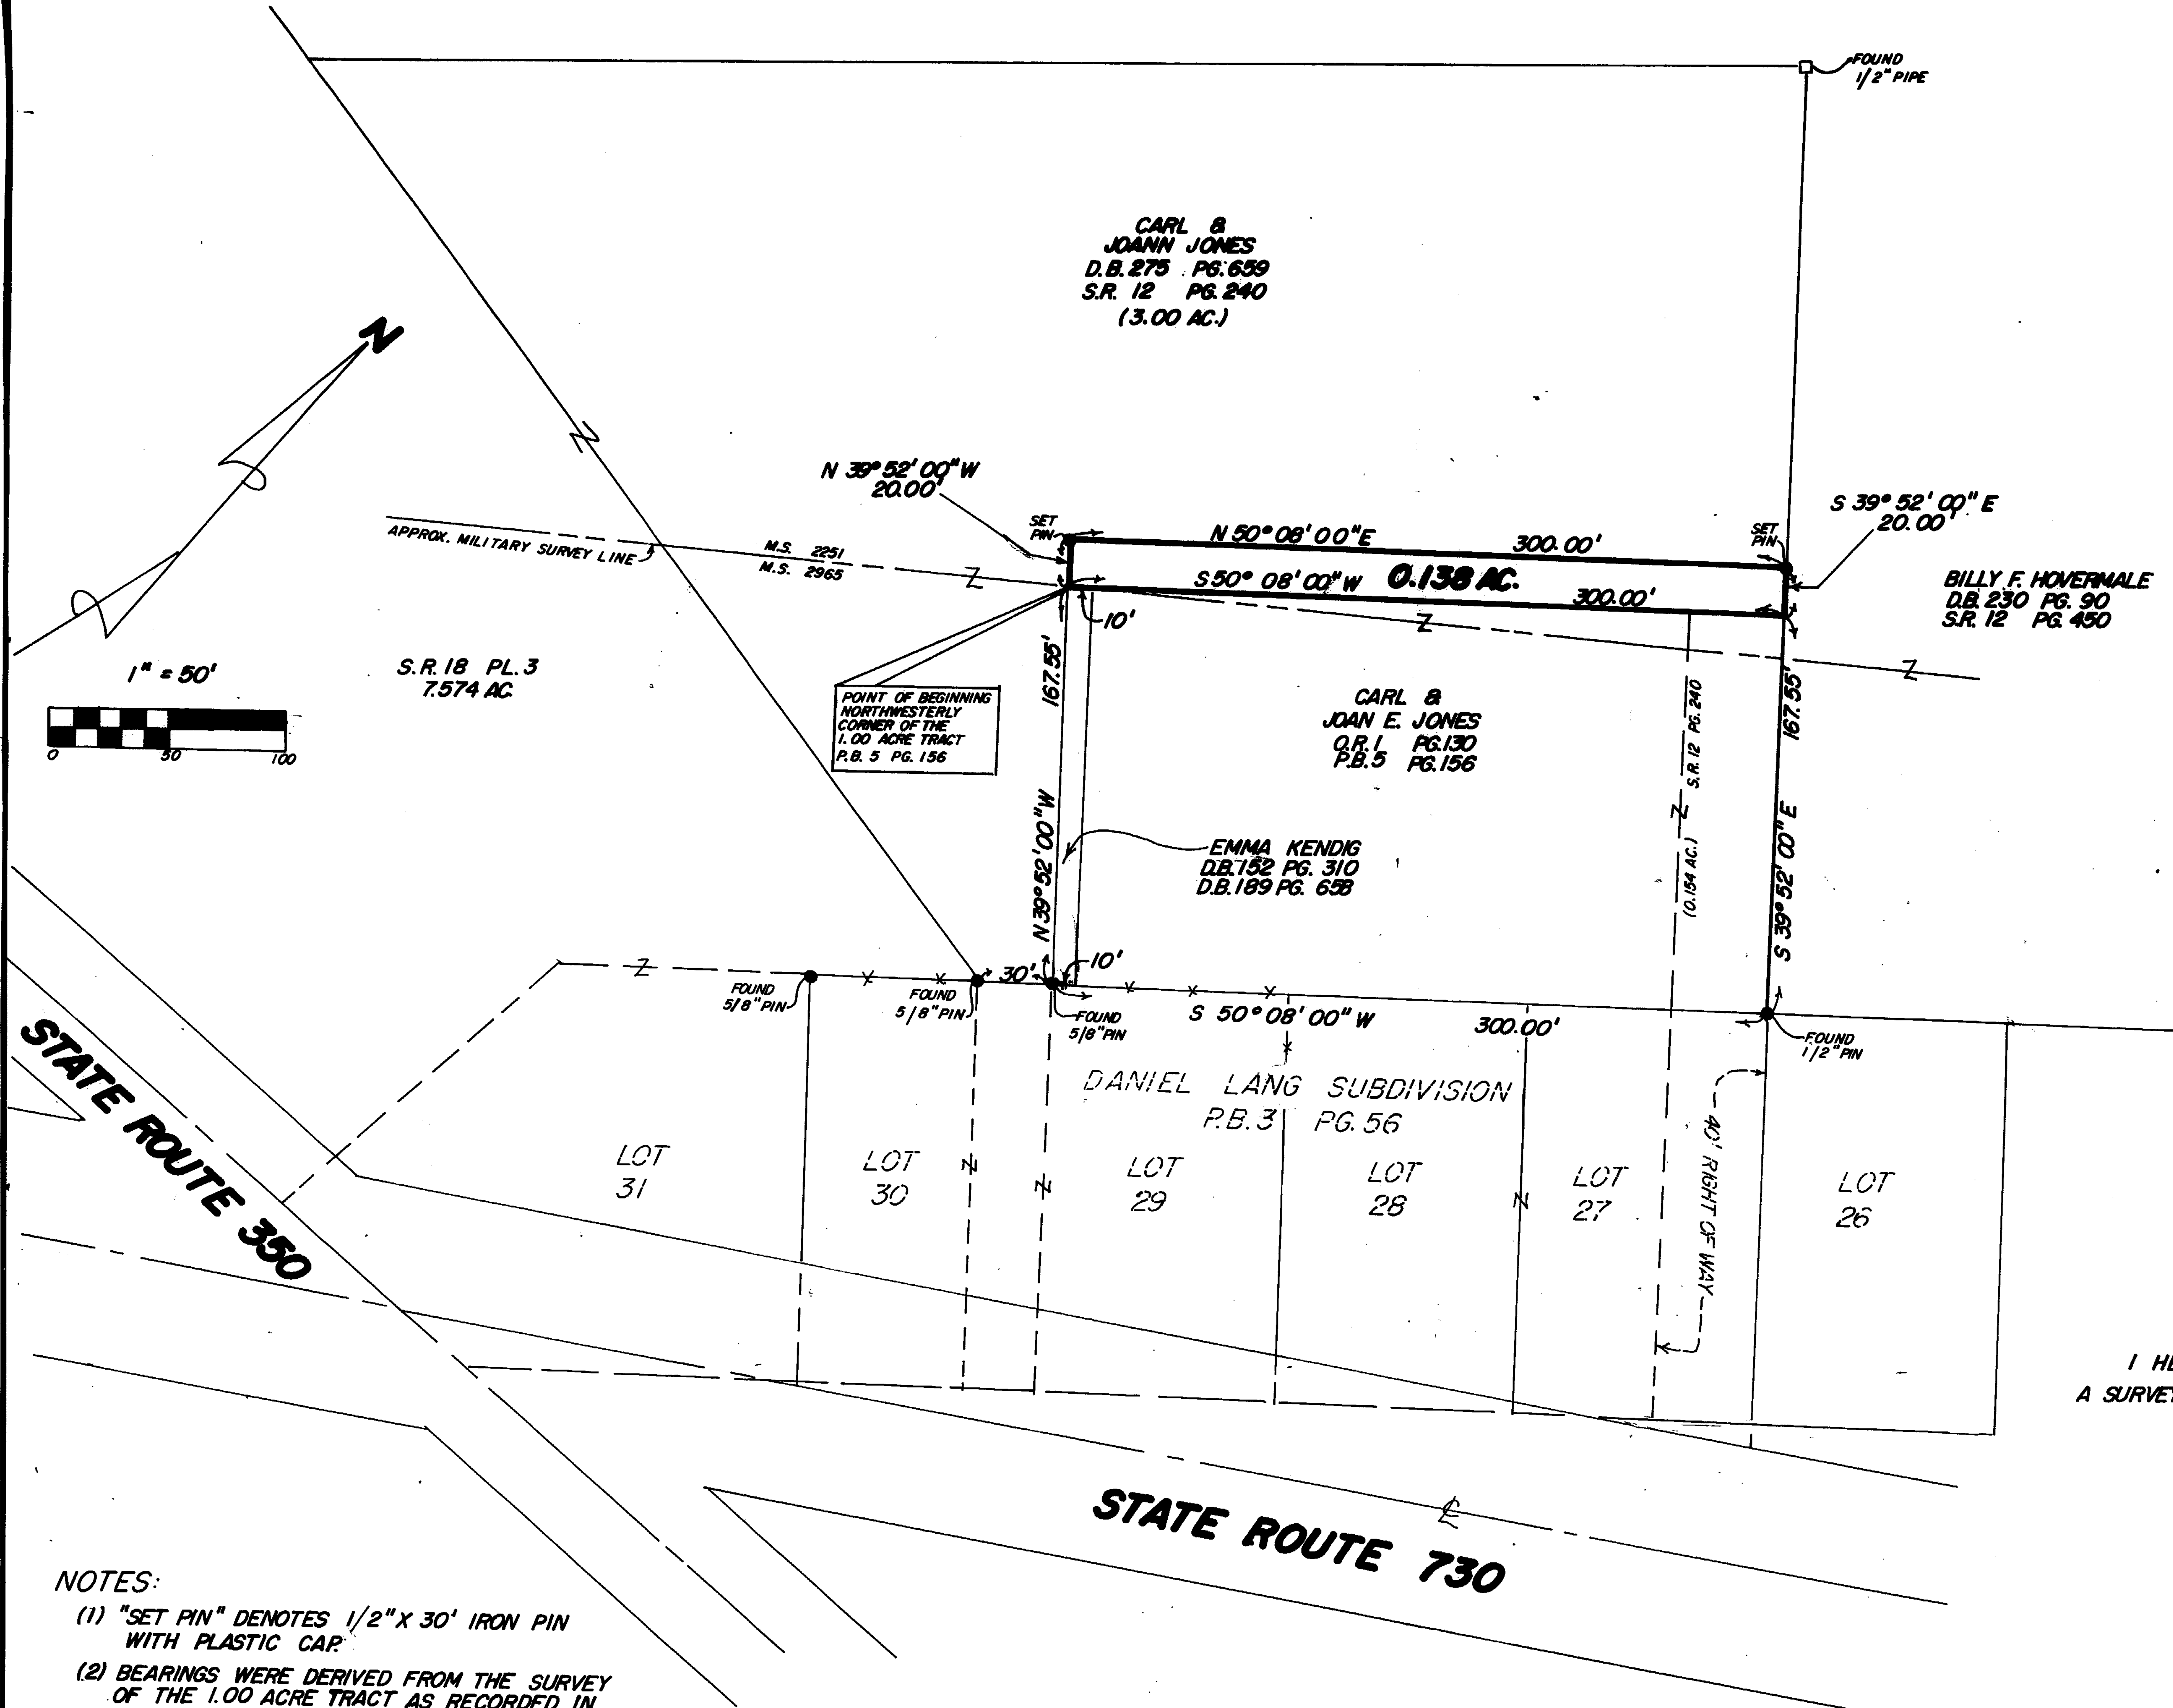 FOUND
1/2" PIPE
CARL &
JOANN JONES
D.B. 275 PG. 659
S.R. 12 PG. 240
(3.00 AC.)
N
N 39° 52' 00" W
20.00'
S 39° 52' 00" E
20.00'
SET
PIN
N 50° 08' 00" E 300.00'
SET
PIN
APPROX. MILITARY SURVEY LINE
M.S. 2251
M.S. 2965
S 50° 08' 00" W 0.138 AC.
300.00'
BILLY F. HOVERMALE
D.B. 230 PG. 90
S.R. 12 PG. 450
10'
1" = 50'
0 50 100
S.R. 18 PL. 3
7.574 AC.
POINT OF BEGINNING
NORTHWESTERLY
CORNER OF THE
1.00 ACRE TRACT
P.B. 5 PG. 156
N 39° 52' 00" W 167.55'
CARL &
JOAN E. JONES
O.R. 1 PG. 130
P.B. 5 PG. 156
(0.154 AC.) S.R. 12 PG. 240
S 39° 52' 00" E 167.55'
EMMA KENDIG
D.B. 152 PG. 310
D.B. 189 PG. 658
30'
10'
FOUND
5/8" PIN
FOUND
5/8" PIN
FOUND
5/8" PIN
S 50° 08' 00" W 300.00'
FOUND
1/2" PIN
DANIEL LANG SUBDIVISION
P.B. 3 PG. 56
LOT
31
LOT
30
LOT
29
LOT
28
LOT
27
40' RIGHT OF WAY
LOT
26
STATE ROUTE 350
STATE ROUTE 730
I HE
A SURVEY
NOTES:
(1) "SET PIN" DENOTES 1/2" X 30' IRON PIN
WITH PLASTIC CAP.
(2) BEARINGS WERE DERIVED FROM THE SURVEY
OF THE 1.00 ACRE TRACT AS RECORDED IN